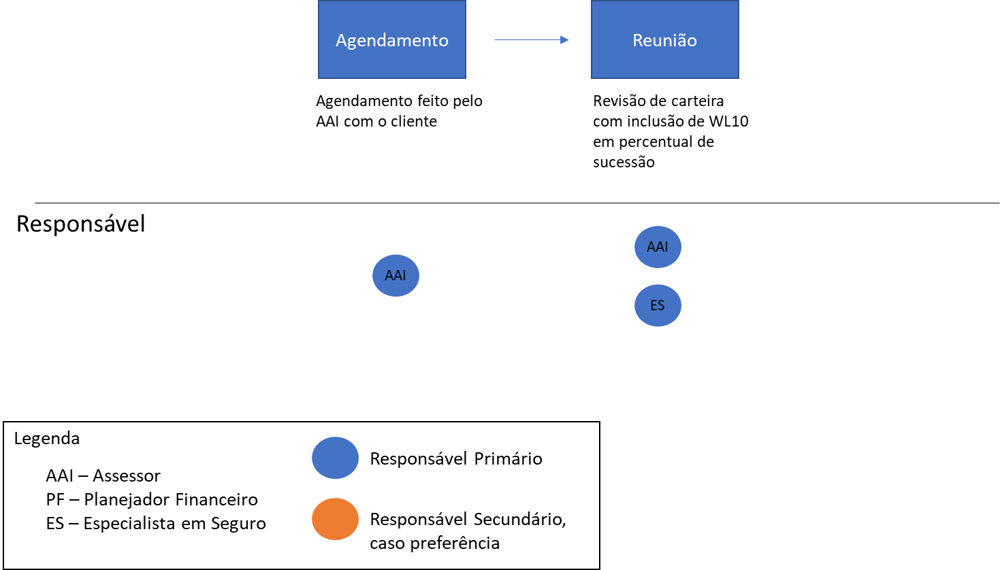 Agendamento
Reunião
Agendamento feito pelo
AAI com o cliente
Revisão de carteira
com inclusão de WL10
em percentual de
sucessão
Responsável
AAI
AAI
ES
Legenda
AAI – Assessor
PF – Planejador Financeiro
ES – Especialista em Seguro
Responsável Primário
Responsável Secundário,
caso preferência